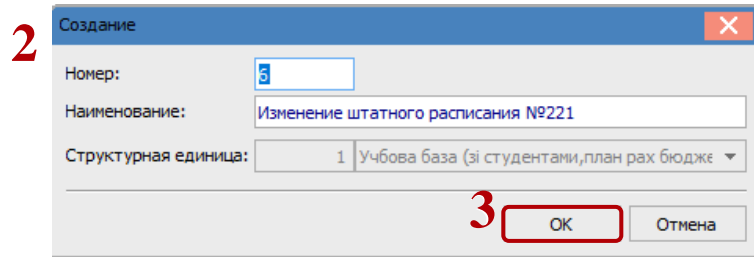 2
Создание
Номер: 6
Наименование: Изменение штатного расписания №221
Структурная единица: 1 Учбова база (зі студентами,план рах бюдже
3
OK Отмена